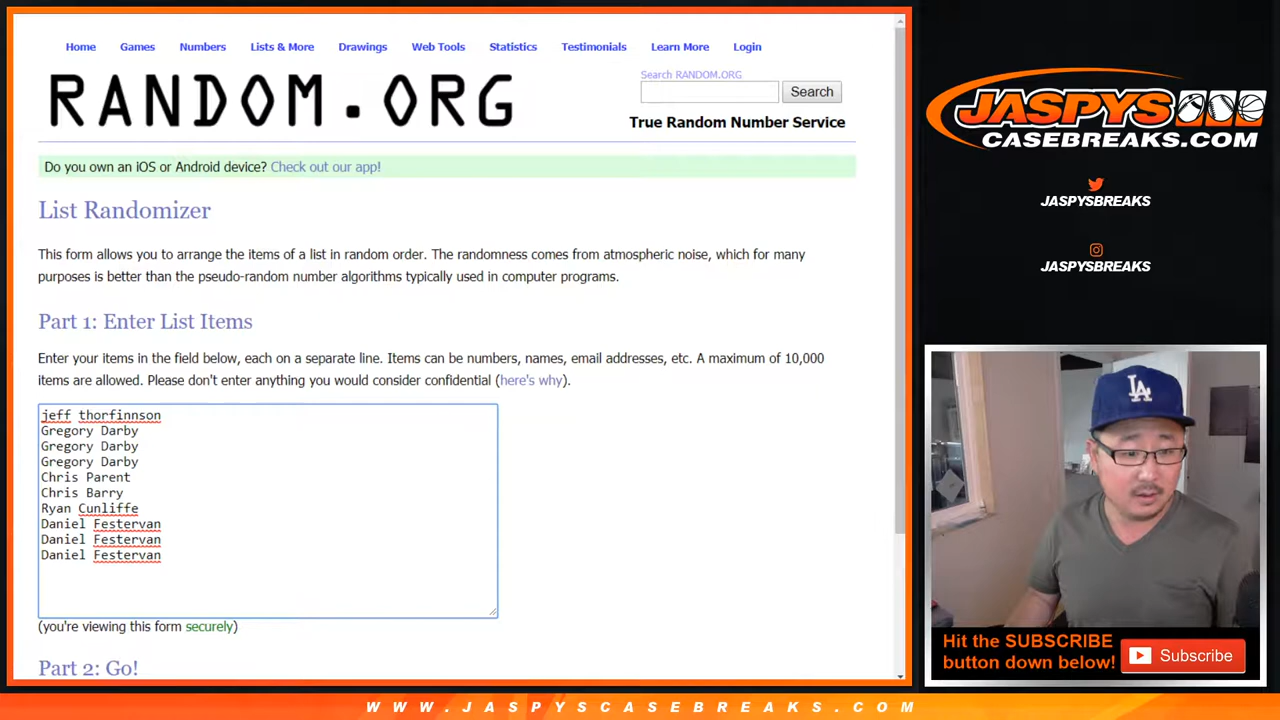 Home Games Numbers Lists & More Drawings Web Tools Statistics Testimonials Learn More Login
RANDOM.ORG
Search RANDOM.ORG
Search
True Random Number Service
Do you own an iOS or Android device? Check out our app!
List Randomizer
This form allows you to arrange the items of a list in random order. The randomness comes from atmospheric noise, which for many
purposes is better than the pseudo-random number algorithms typically used in computer programs.
Part 1: Enter List Items
Enter your items in the field below, each on a separate line. Items can be numbers, names, email addresses, etc. A maximum of 10,000
items are allowed. Please don't enter anything you would consider confidential (here's why).
jeff thorfinnson
Gregory Darby
Gregory Darby
Gregory Darby
Chris Parent
Chris Barry
Ryan Cunliffe
Daniel Festervan
Daniel Festervan
Daniel Festervan
(you're viewing this form securely)
Part 2: Go!
JASPYS
CASEBREAKS.COM
JASPYSBREAKS
JASPYSBREAKS
LA
Hit the SUBSCRIBE
button down below!
Subscribe
WWW.JASPYSCASEBREAKS.COM